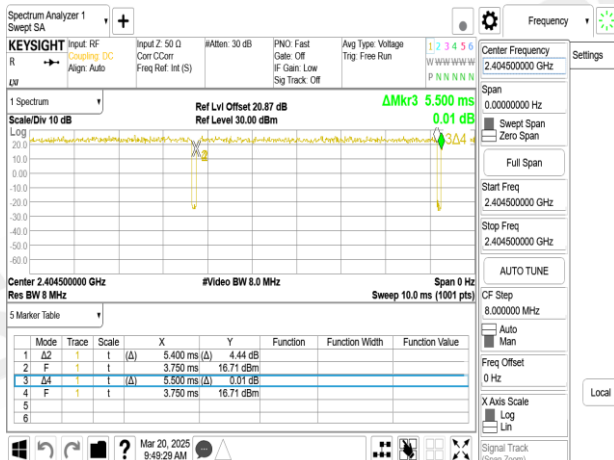 Spectrum Analyzer 1
Swept SA
+
Frequency
KEYSIGHT Input: RF Input Z: 50 Ω #Atten: 30 dB PNO: Fast Avg Type: Voltage 1 2 3 4 5 6
R Coupling: DC Corr CCorr Gate: Off Trig: Free Run W W W W W W
Align: Auto Freq Ref: Int (S) IF Gain: Low P N N N N N
LXI Sig Track: Off
1 Spectrum
Scale/Div 10 dB
Ref Lvl Offset 20.87 dB
Ref Level 30.00 dBm
ΔMkr3 5.500 ms
0.01 dB
Log
20.0
10.0
0.00
-10.0
-20.0
-30.0
-40.0
-50.0
-60.0
2
3Δ4
Center 2.404500000 GHz #Video BW 8.0 MHz Span 0 Hz
Res BW 8 MHz Sweep 10.0 ms (1001 pts)
5 Marker Table
Mode Trace Scale X Y Function Function Width Function Value
1 Δ2 1 t (Δ) 5.400 ms (Δ) 4.44 dB
2 F 1 t 3.750 ms 16.71 dBm
3 Δ4 1 t (Δ) 5.500 ms (Δ) 0.01 dB
4 F 1 t 3.750 ms 16.71 dBm
5
6
?
Mar 20, 2025
9:49:29 AM
Center Frequency
2.404500000 GHz
Span
0.00000000 Hz
Swept Span
Zero Span
Full Span
Start Freq
2.404500000 GHz
Stop Freq
2.404500000 GHz
AUTO TUNE
CF Step
8.000000 MHz
Auto
Man
Freq Offset
0 Hz
X Axis Scale
Log
Lin
Signal Track
(Span Zoom)
Settings
Local